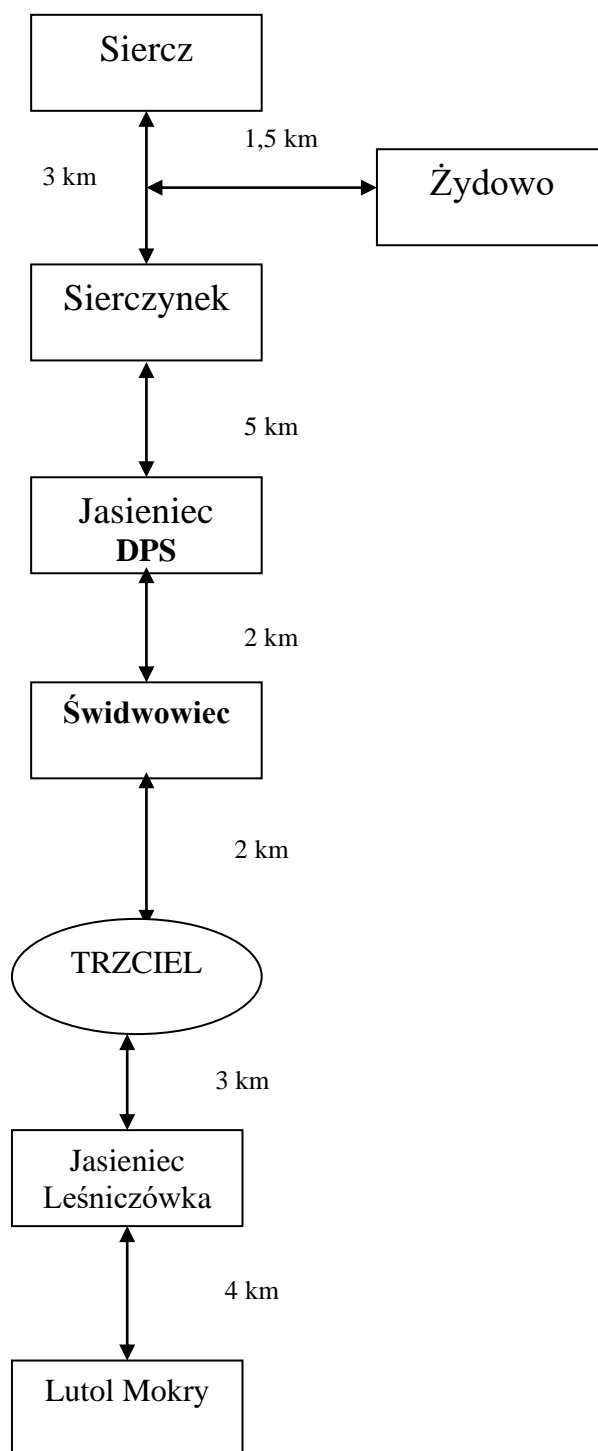 Siercz
1,5 km
3 km
Żydowo
Sierczynek
5 km
Jasieniec
DPS
2 km
Świdwowiec
2 km
TRZCIEL
3 km
Jasieniec
Leśniczówka
4 km
Lutol Mokry